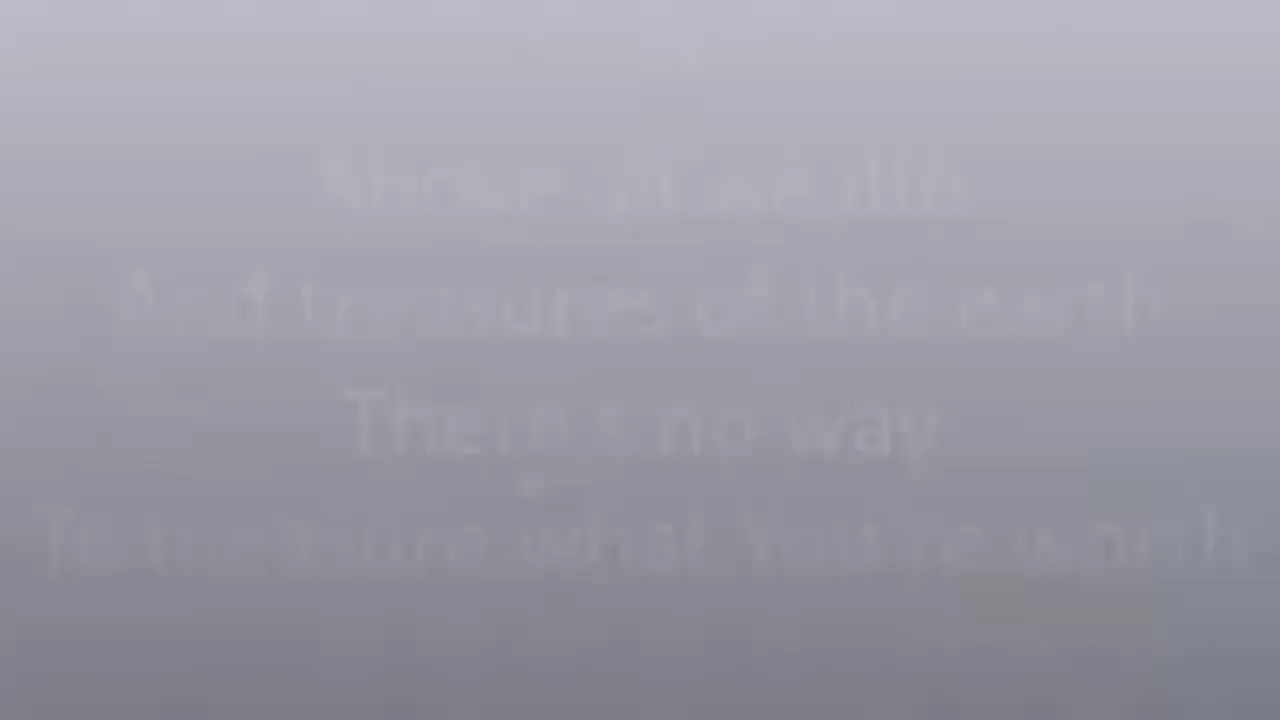 Above all wealth
And treasures of the earth
There's no way
To measure what You're worth